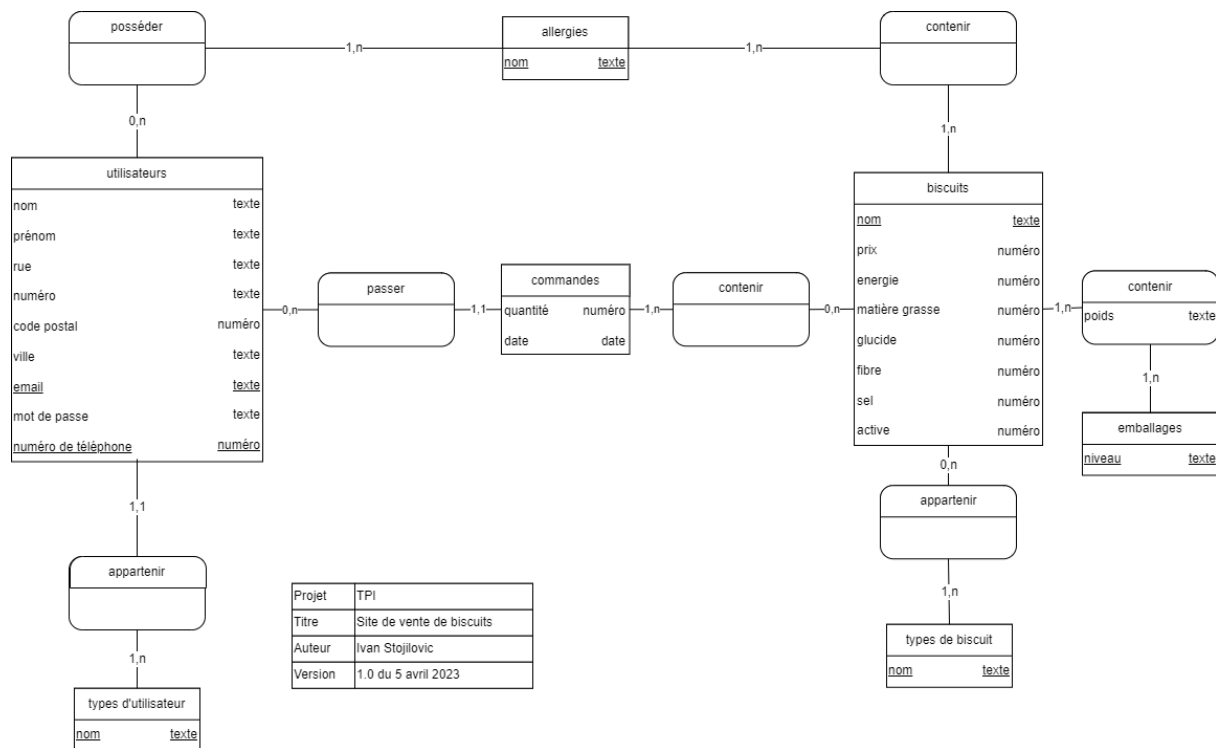 posséder
allergies
contenir
1,n
1,n
nom texte
0,n
1,n
utilisateurs
biscuits
nom texte
nom texte
prénom texte
prix numéro
rue texte
passer
commandes
contenir
energie numéro
contenir
numéro texte
0,n
1,1
quantité numéro
1,n
0,n
matière grasse numéro
1,n
poids texte
code postal numéro
date date
glucide numéro
ville texte
fibre numéro
1,n
email texte
sel numéro
mot de passe texte
active numéro
emballages
numéro de téléphone numéro
0,n
niveau texte
1,1
appartenir
appartenir
1,n
Projet TPI
Titre Site de vente de biscuits
types de biscuit
Auteur Ivan Stojilovic
nom texte
1,n
Version 1.0 du 5 avril 2023
types d'utilisateur
nom texte